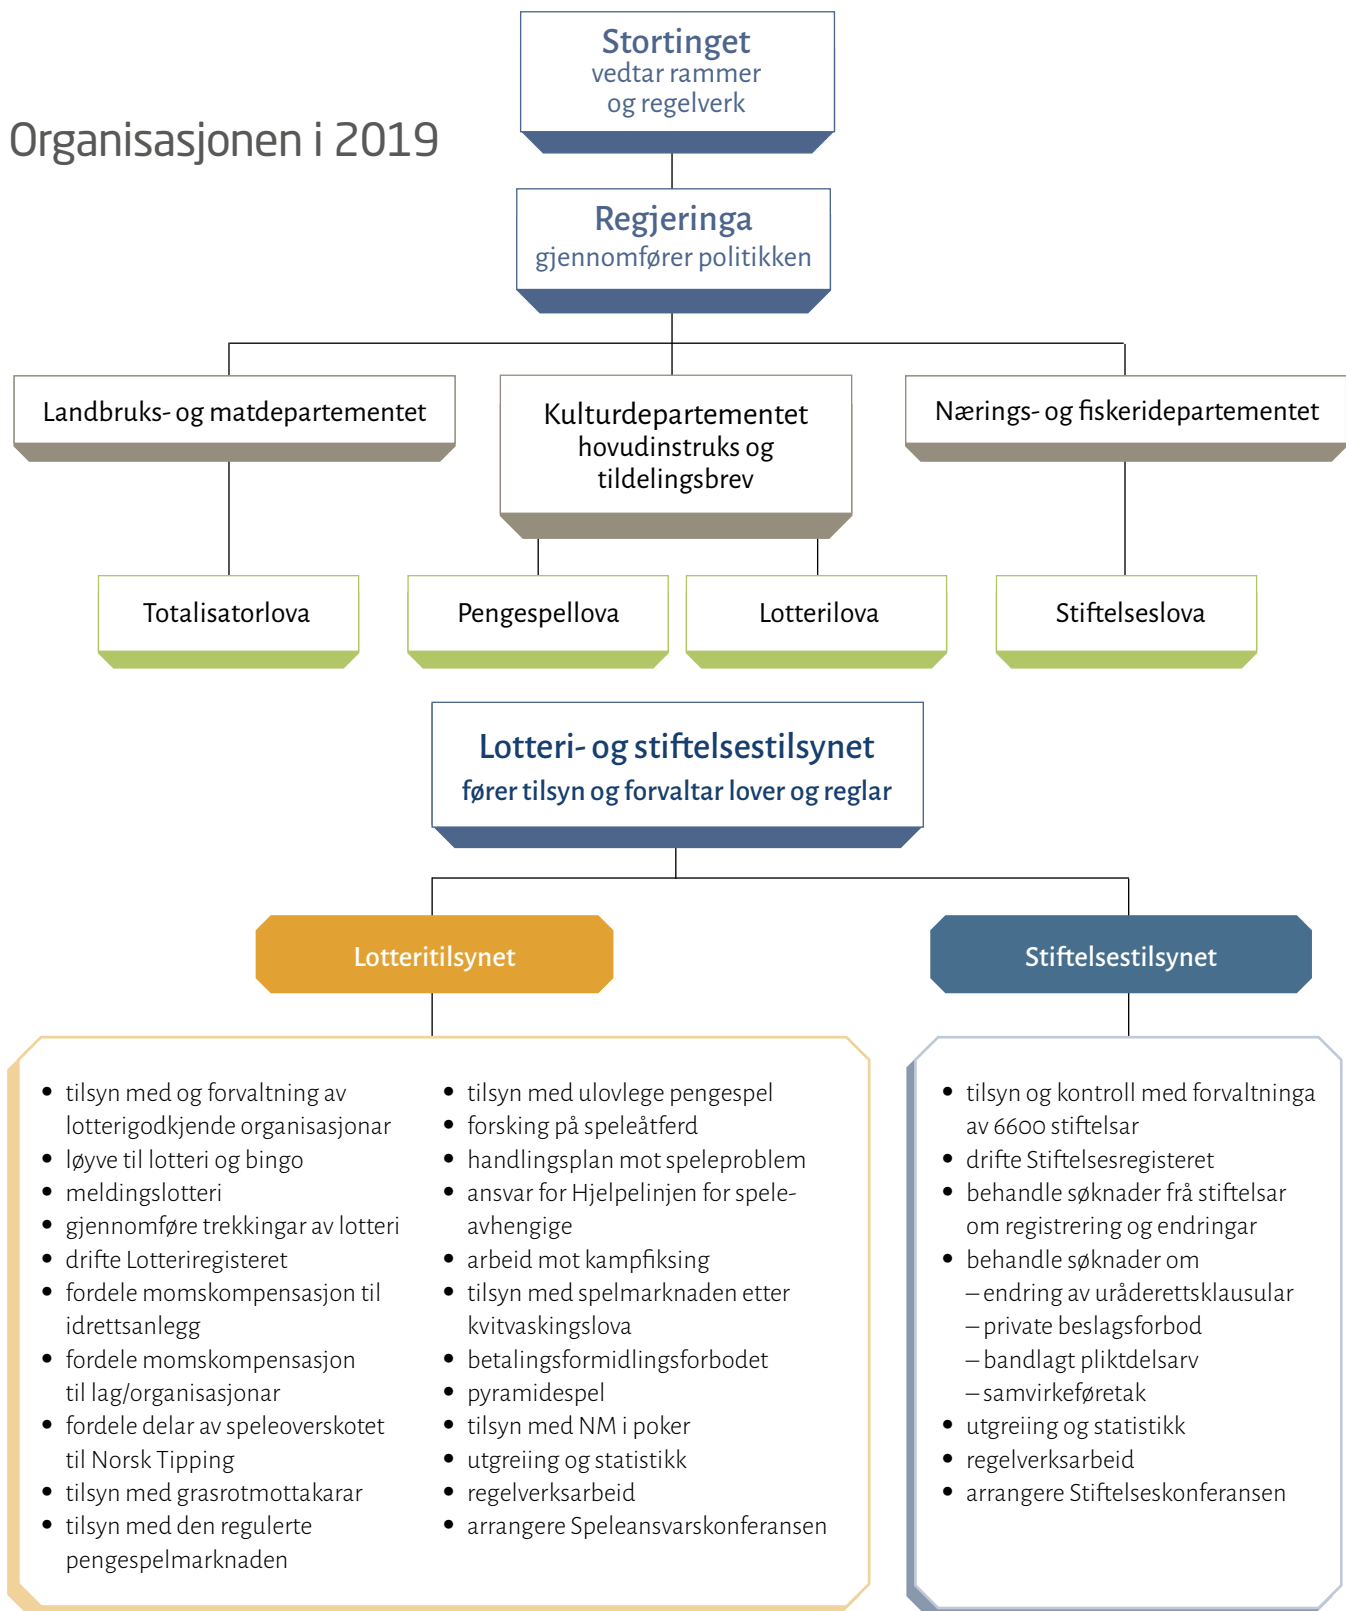 Stortinget
vedtar rammer
og regelverk
Organisasjonen i 2019
Regjeringa
gjennomfører politikken
Landbruks- og matdepartementet
Kulturdepartementet
hovudinstruks og
tildelingsbrev
Nærings- og fiskeridepartementet
Totalisatorlova
Pengespellova
Lotterilova
Stiftelseslova
Lotteri- og stiftelsestilsynet
fører tilsyn og forvaltar lover og reglar
Lotteritilsynet
Stiftelsestilsynet
• tilsyn med og forvaltning av
lotterigodkjende organisasjonar
• løyve til lotteri og bingo
• meldingslotteri
• gjennomføre trekkingar av lotteri
• drifte Lotteriregisteret
• fordele momskompensasjon til
idrettsanlegg
• fordele momskompensasjon
til lag/organisasjonar
• fordele delar av speleoverskotet
til Norsk Tipping
• tilsyn med grasrotmottakarar
• tilsyn med den regulerte
pengespelmarknaden
• tilsyn med ulovlege pengespel
• forsking på speleåtferd
• handlingsplan mot speleproblem
• ansvar for Hjelpelinjen for spele-
avhengige
• arbeid mot kampfiksing
• tilsyn med spelmarknaden etter
kvitvaskingslova
• betalingsformidlingsforbodet
• pyramidespel
• tilsyn med NM i poker
• utgreiing og statistikk
• regelverksarbeid
• arrangere Speleansvarskonferansen
• tilsyn og kontroll med forvaltninga
av 6600 stiftelsar
• drifte Stiftelsesregisteret
• behandle søknader frå stiftelsar
om registrering og endringar
• behandle søknader om
– endring av uråderettsklausular
– private beslagsforbod
– bandlagt pliktdelsarv
– samvirkeføretak
• utgreiing og statistikk
• regelverksarbeid
• arrangere Stiftelseskonferansen